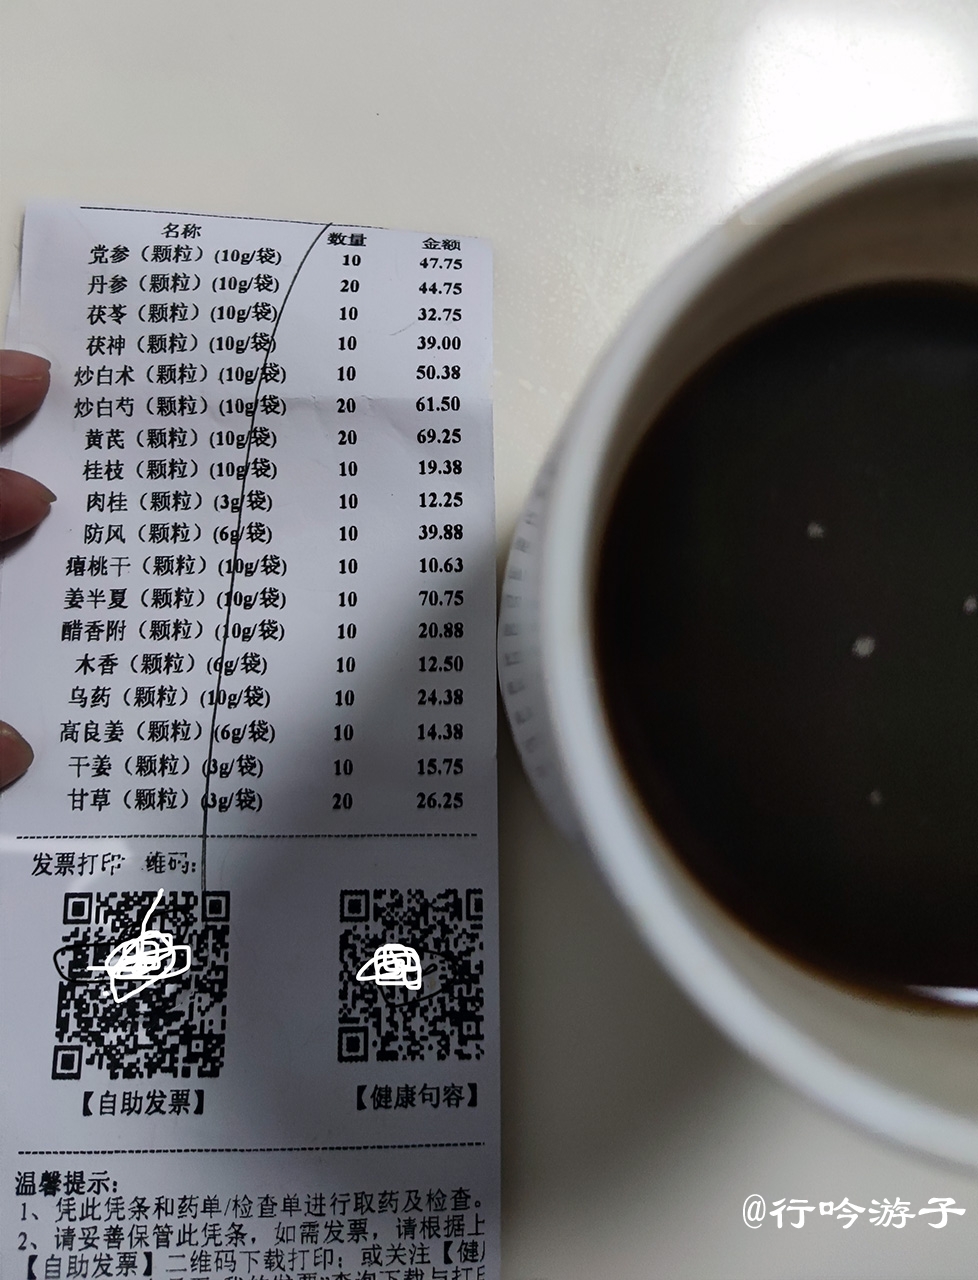 名称 数量 金额
党参（颗粒）(10g/袋) 10 47.75
丹参（颗粒）(10g/袋) 20 44.75
茯苓（颗粒）(10g/袋) 10 32.75
茯神（颗粒）(10g/袋) 10 39.00
炒白术（颗粒）(10g/袋) 10 50.38
炒白芍（颗粒）(10g/袋) 20 61.50
黄芪（颗粒）(10g/袋) 20 69.25
桂枝（颗粒）(10g/袋) 10 19.38
肉桂（颗粒）(3g/袋) 10 12.25
防风（颗粒）(6g/袋) 10 39.88
瘪桃干（颗粒）(10g/袋) 10 10.63
姜半夏（颗粒）(10g/袋) 10 70.75
醋香附（颗粒）(10g/袋) 10 20.88
木香（颗粒）(6g/袋) 10 12.50
乌药（颗粒）(10g/袋) 10 24.38
高良姜（颗粒）(6g/袋) 10 14.38
干姜（颗粒）(3g/袋) 10 15.75
甘草（颗粒）(3g/袋) 20 26.25
发票打印 维码：
【自助发票】 【健康句容】
温馨提示：
1、凭此凭条和药单/检查单进行取药及检查。
2、请妥善保管此凭条，如需发票，请根据上
【自助发票】二维码下载打印；或关注【健
@行吟游子